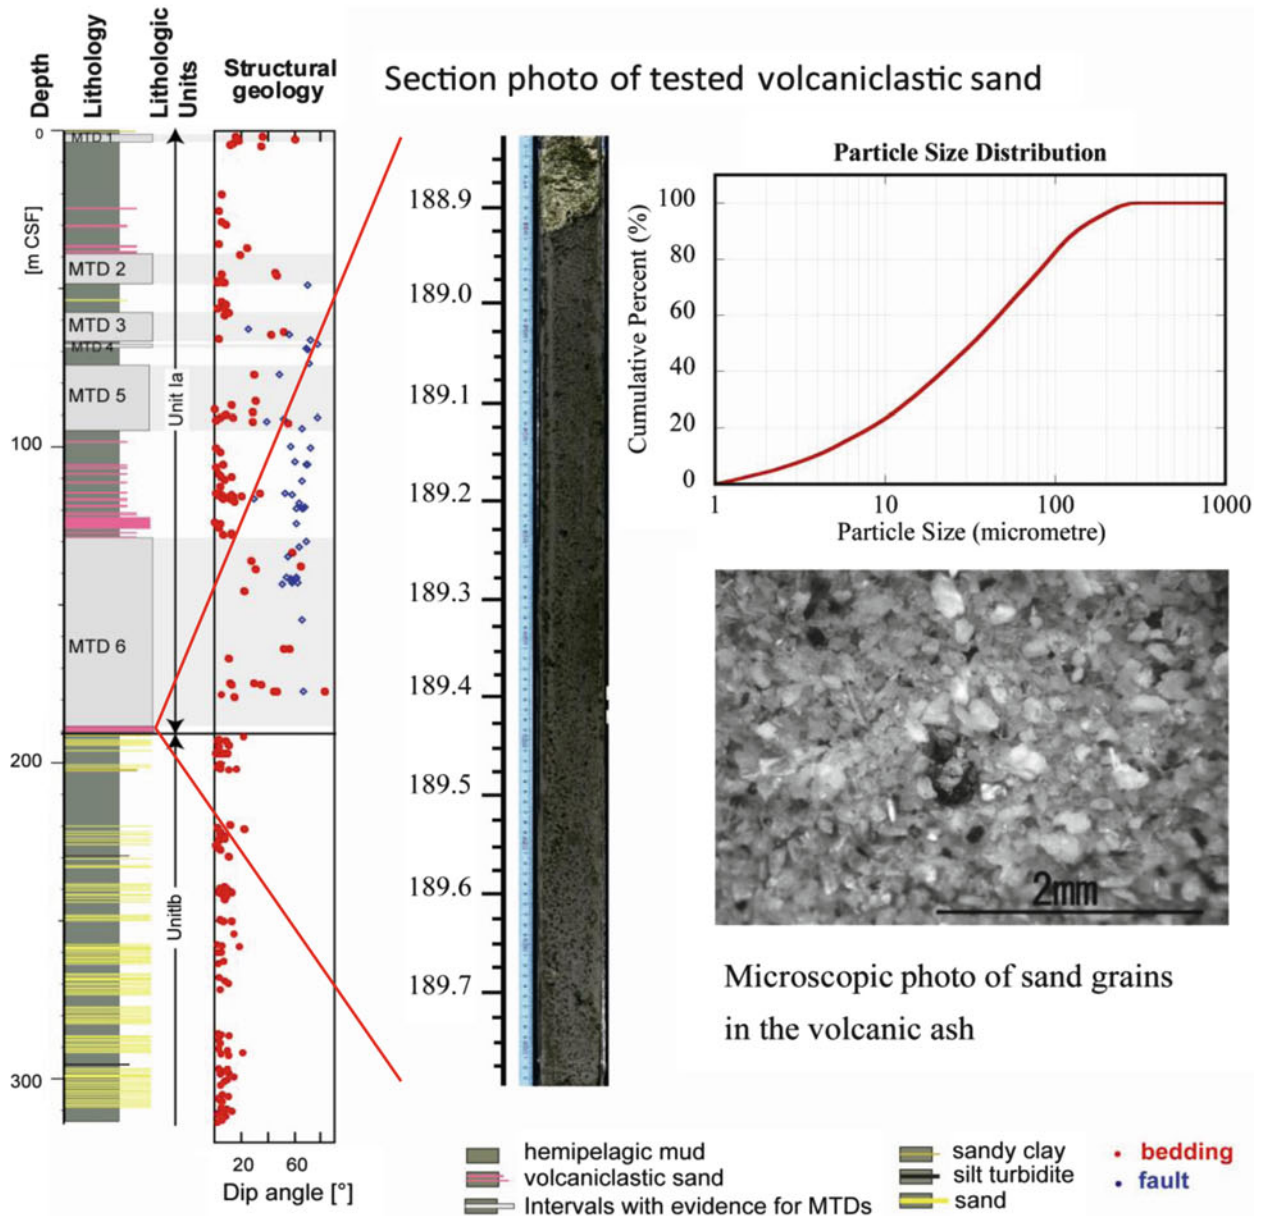 Depth
Lithology
Lithologic
Units
Structural
geology
Section photo of tested volcaniclastic sand
[m CSF]
0
100
200
300
MTD 1
MTD 2
MTD 3
MTD 4
MTD 5
MTD 6
Unit Ia
UnitIb
20 60
Dip angle [°]
188.9
189.0
189.1
189.2
189.3
189.4
189.5
189.6
189.7
Particle Size Distribution
Cumulative Percent (%)
100
80
60
40
20
0
1 10 100 1000
Particle Size (micrometre)
2mm
Microscopic photo of sand grains
in the volcanic ash
hemipelagic mud
volcaniclastic sand
Intervals with evidence for MTDs
sandy clay
silt turbidite
sand
bedding
fault